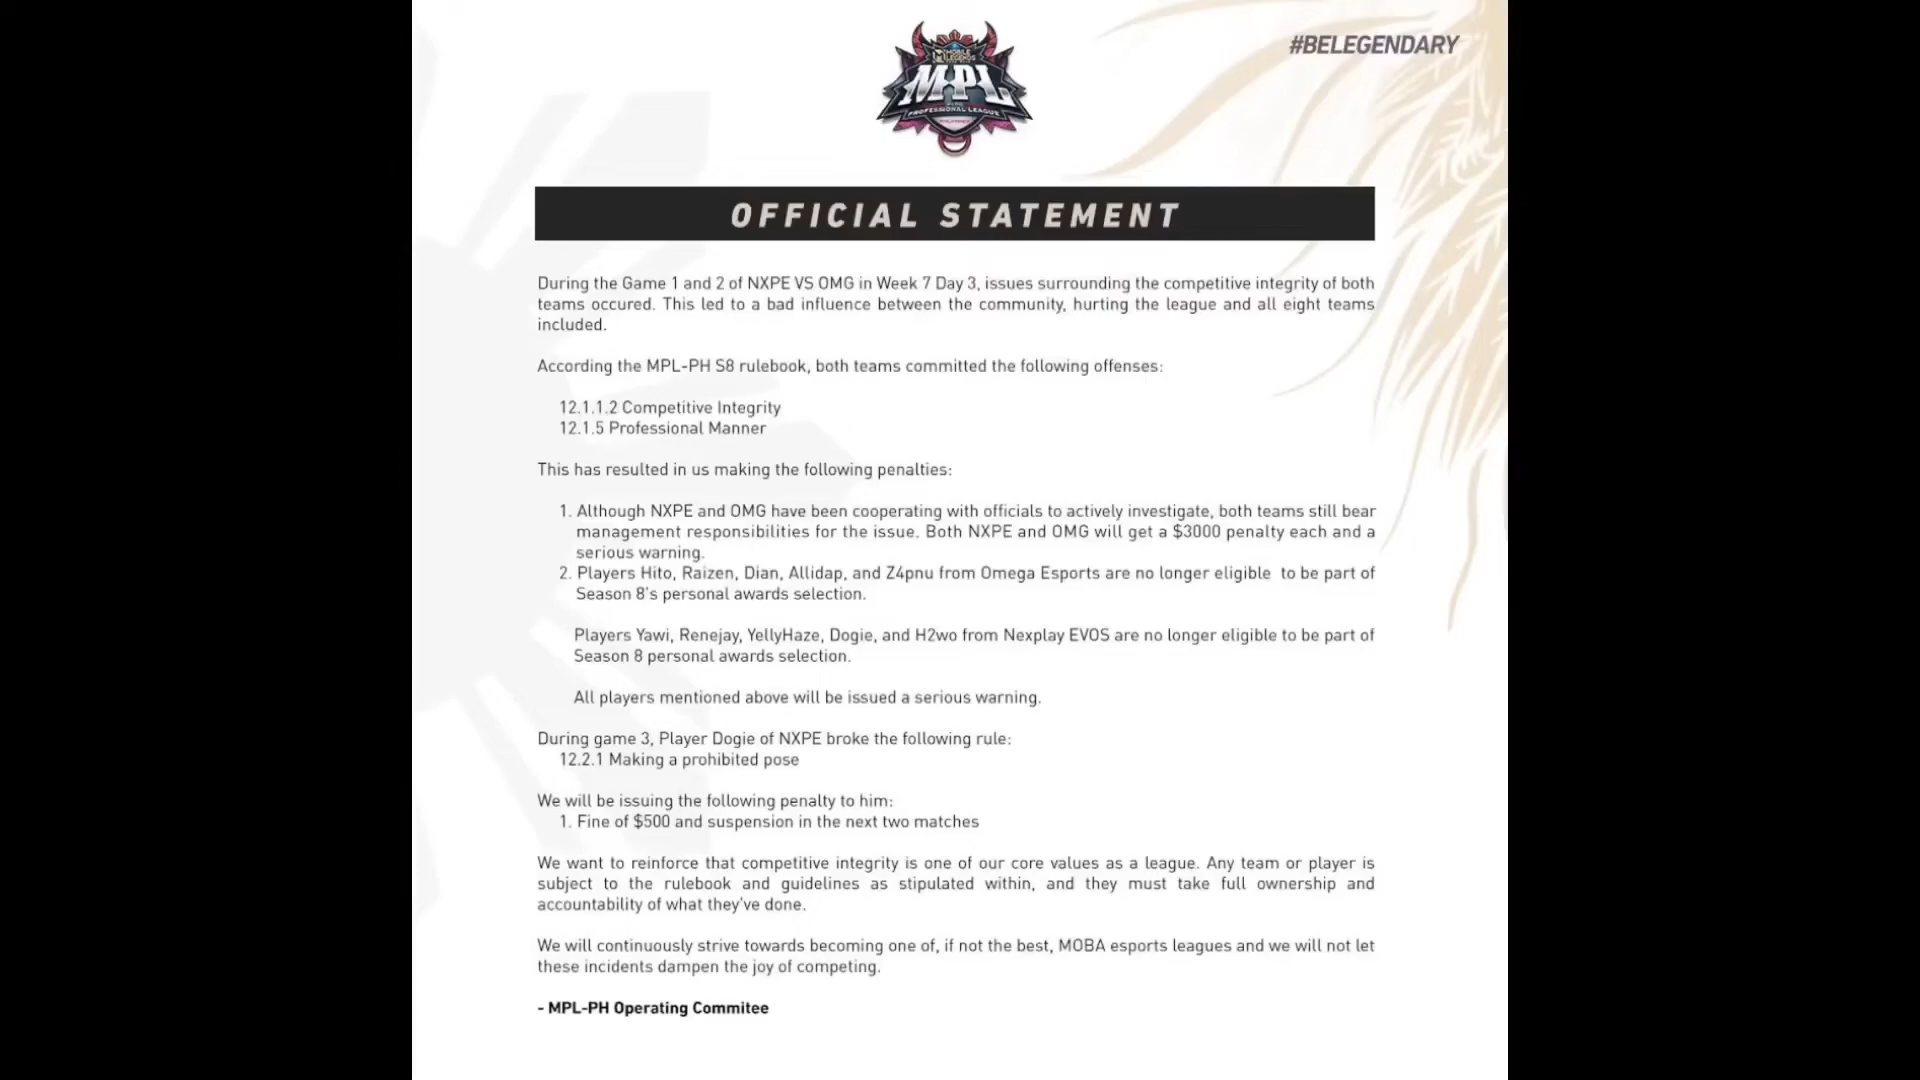 #BELEGENDARY
MOBILE
LEGENDS
MPL
PROFESSIONAL LEAGUE
OFFICIAL STATEMENT
During the Game 1 and 2 of NXPE VS OMG in Week 7 Day 3, issues surrounding the competitive integrity of both
teams occured. This led to a bad influence between the community, hurting the league and all eight teams
included.
According the MPL-PH S8 rulebook, both teams committed the following offenses:
12.1.1.2 Competitive Integrity
12.1.5 Professional Manner
This has resulted in us making the following penalties:
1. Although NXPE and OMG have been cooperating with officials to actively investigate, both teams still bear
management responsibilities for the issue. Both NXPE and OMG will get a $3000 penalty each and a
serious warning.
2. Players Hito, Raizen, Dian, Allidap, and Z4pnu from Omega Esports are no longer eligible to be part of
Season 8's personal awards selection.
Players Yawi, Renejay, YellyHaze, Dogie, and H2wo from Nexplay EVOS are no longer eligible to be part of
Season 8 personal awards selection.
All players mentioned above will be issued a serious warning.
During game 3, Player Dogie of NXPE broke the following rule:
12.2.1 Making a prohibited pose
We will be issuing the following penalty to him:
1. Fine of $500 and suspension in the next two matches
We want to reinforce that competitive integrity is one of our core values as a league. Any team or player is
subject to the rulebook and guidelines as stipulated within, and they must take full ownership and
accountability of what they've done.
We will continuously strive towards becoming one of, if not the best, MOBA esports leagues and we will not let
these incidents dampen the joy of competing.
- MPL-PH Operating Commitee